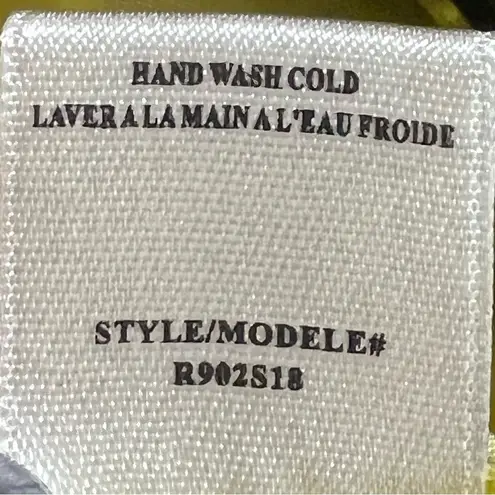 HAND WASH COLD
LAVER A LA MAIN A L'EAU FROIDE
STYLE/MODELE#
R902S18